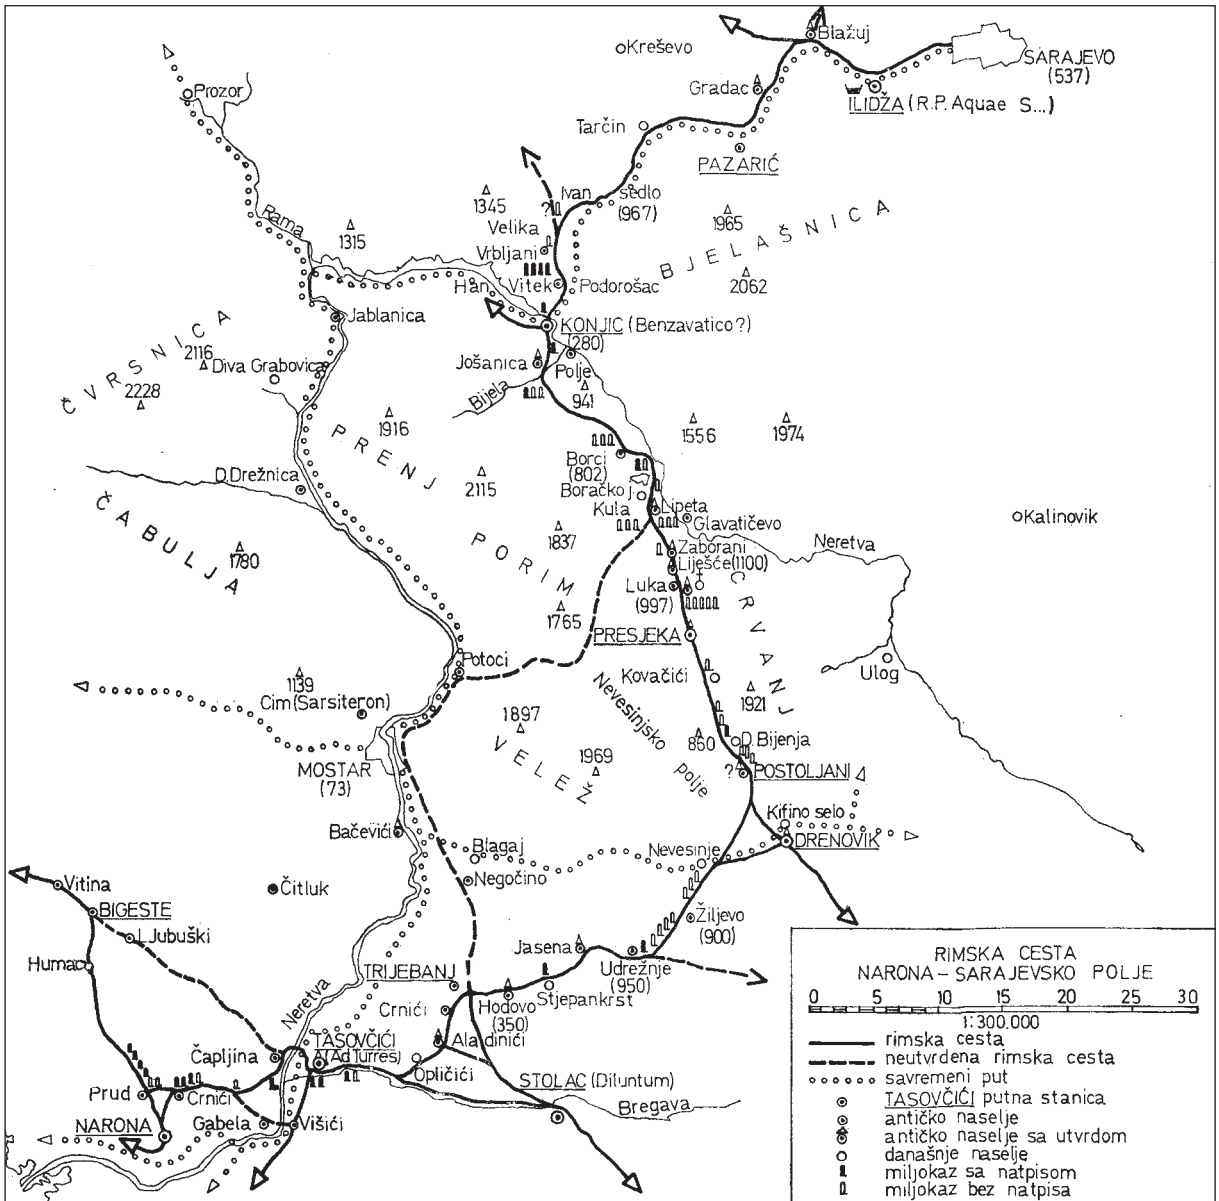 Kreševo
Blažuj
SARAJEVO
(537)
Prozor
Gradac
ILIDŽA (R.P. Aquae S...)
Tarčin
PAZARIĆ
Ivan sedlo
(967)
1345
?
Velika
Vrbljani
1965
BJELAŠNICA
2062
Rama
1315
Han Vitek
Podorošac
Jablanica
KONJIC (Benzavatico?)
(280)
ČVRSNICA
2116
Diva Grabovica
2228
Jošanica
Polje
Bijela
941
1916
PRENJ
1556
1974
Borci
(802)
2115
D.Drežnica
Boračko j.
Kula
Lipeta
Glavatičevo
Kalinovik
ČABULJA
1780
PORIM
1837
Zaborani
Neretva
Liješće(1100)
Luka
(997)
CRVANJ
1765
PRESJEKA
Potoci
Kovačići
Ulog
1139
Cim(Sarsiteron)
1921
Nevesinjsko
polje
1897
VELEŽ
1969
860
D.Bijenja
MOSTAR
(73)
?
POSTOLJANI
Kifino selo
Bačevići
DRENOVIK
Blagaj
Nevesinje
Negočino
Vitina
Čitluk
BIGESTE
LJubuški
Žiljevo
(900)
Humac
Jasena
Udrežnje
(950)
TRIJEBANJ
Stjepankrst
Hodovo
(350)
Crnići
Neretva
Aladinići
Čapljina
TASOVČIĆI
(Ad Turres)
Opličići
STOLAC (Diluntum)
Bregava
Prud
Crnići
NARONA
Gabela
Višići
RIMSKA CESTA
NARONA – SARAJEVSKO POLJE
0 5 10 15 20 25 30
1:300.000
rimska cesta
neutvrdena rimska cesta
savremeni put
TASOVČIĆI putna stanica
antičko naselje
antičko naselje sa utvrdom
današnje naselje
miljokaz sa natpisom
miljokaz bez natpisa